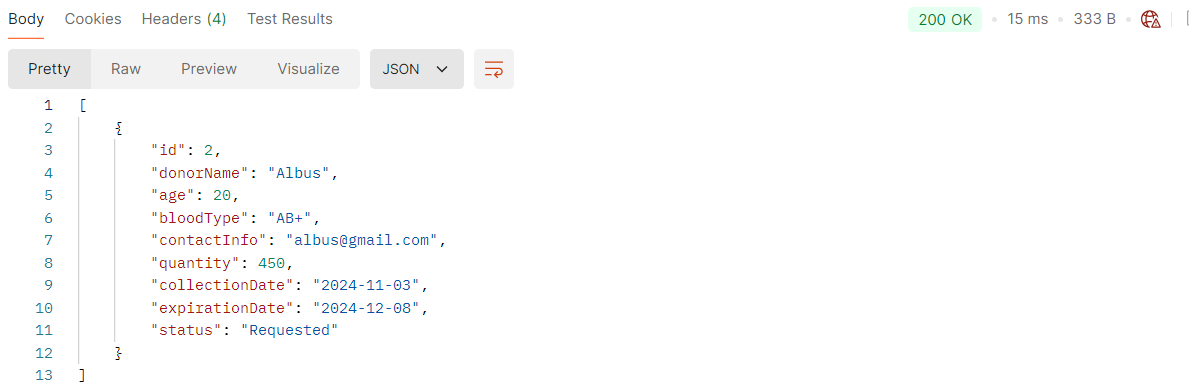 Body Cookies Headers (4) Test Results 200 OK 15 ms 333 B
Pretty Raw Preview Visualize JSON
1 [
2 {
3 "id": 2,
4 "donorName": "Albus",
5 "age": 20,
6 "bloodType": "AB+",
7 "contactInfo": "albus@gmail.com",
8 "quantity": 450,
9 "collectionDate": "2024-11-03",
10 "expirationDate": "2024-12-08",
11 "status": "Requested"
12 }
13 ]